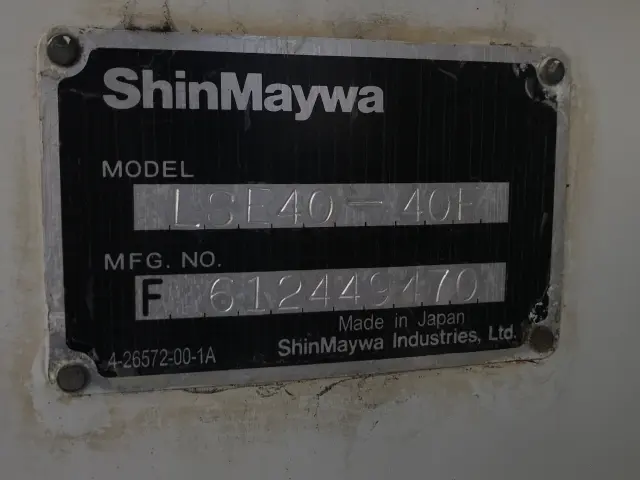 ShinMaywa
MODEL
LSE40-40F
MFG. NO.
F 612449470
Made in Japan
4-26572-00-1A
ShinMaywa Industries, Ltd.